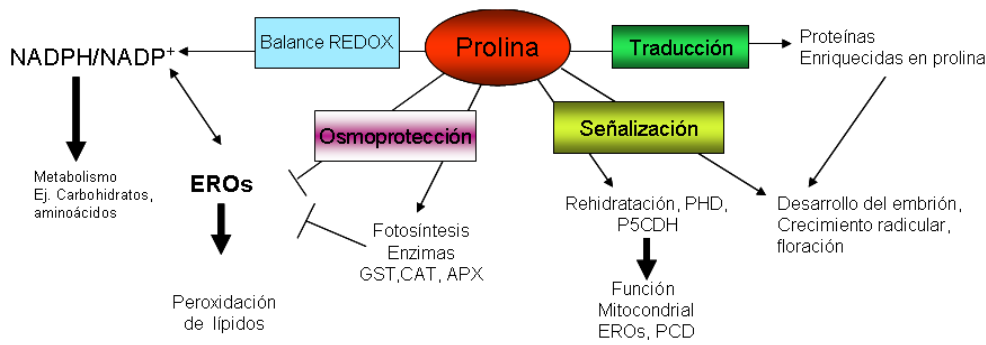 Balance REDOX
Prolina
Traducción
Proteínas
Enriquecidas en prolina
NADPH/NADP+
Osmoprotección
Señalización
Metabolismo
Ej. Carbohidratos,
aminoácidos
EROs
Rehidratación, PHD,
P5CDH
Desarrollo del embrión,
Crecimiento radicular,
floración
Fotosíntesis
Enzimas
GST,CAT, APX
Peroxidación
de lípidos
Función
Mitocondrial
EROs, PCD